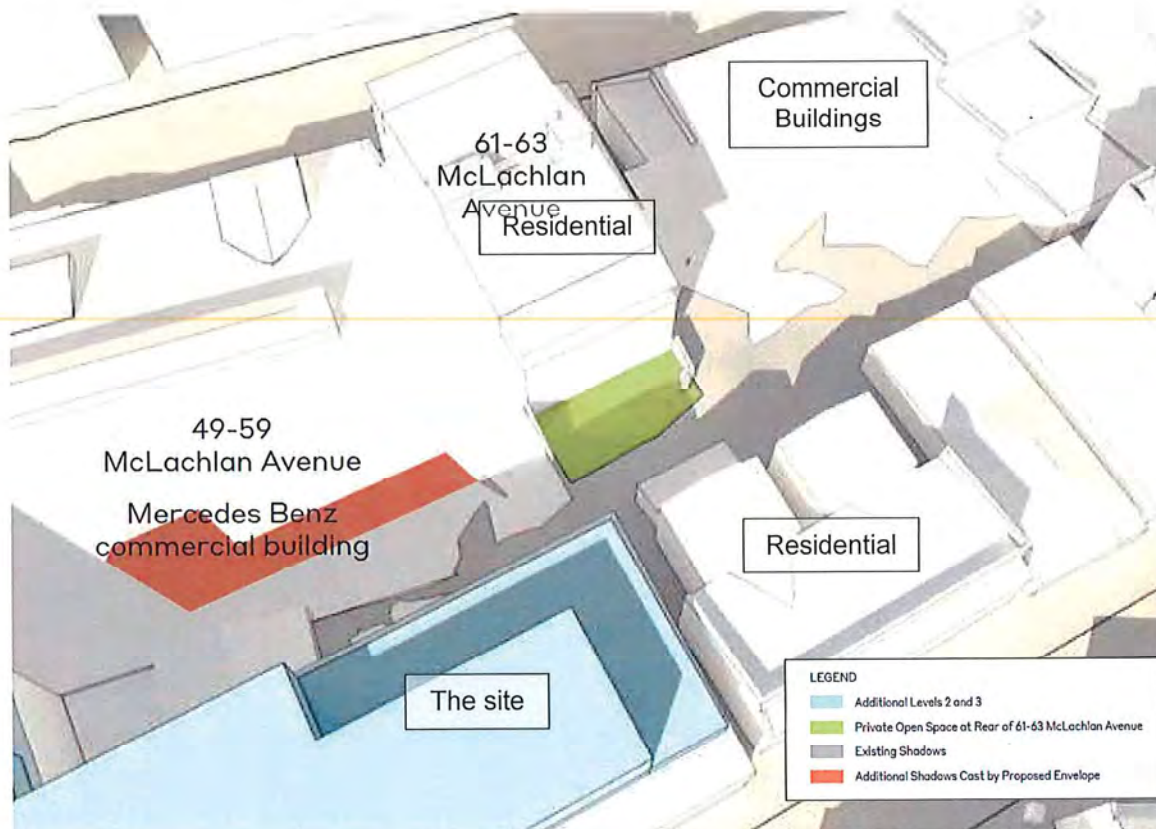 Commercial
Buildings
61-63
McLachlan
Avenue
Residential
49-59
McLachlan Avenue
Mercedes Benz
commercial building
Residential
The site
LEGEND
Additional Levels 2 and 3
Private Open Space at Rear of 61-63 McLachlan Avenue
Existing Shadows
Additional Shadows Cast by Proposed Envelope